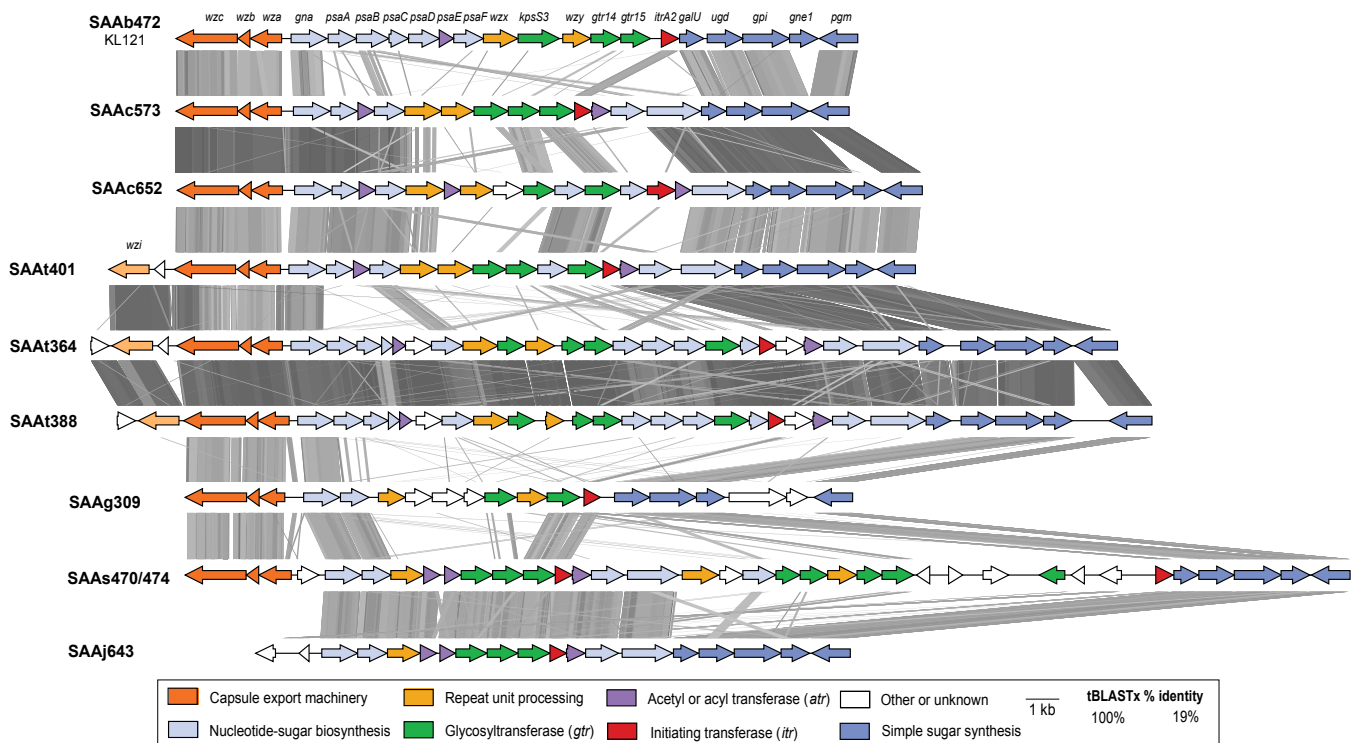 SAAb472
KL121
wzc wzb wza gna psaA psaB psaC psaD psaE psaF wzx kpsS3 wzy gtr14 gtr15 itrA2 galU ugd gpi gne1 pgm
SAAc573
SAAc652
wzi
SAAt401
SAAt364
SAAt388
SAAg309
SAAs470/474
SAAj643
Capsule export machinery Repeat unit processing Acetyl or acyl transferase (atr) Other or unknown 1 kb tBLASTx % identity
100% 19%
Nucleotide-sugar biosynthesis Glycosyltransferase (gtr) Initiating transferase (itr) Simple sugar synthesis